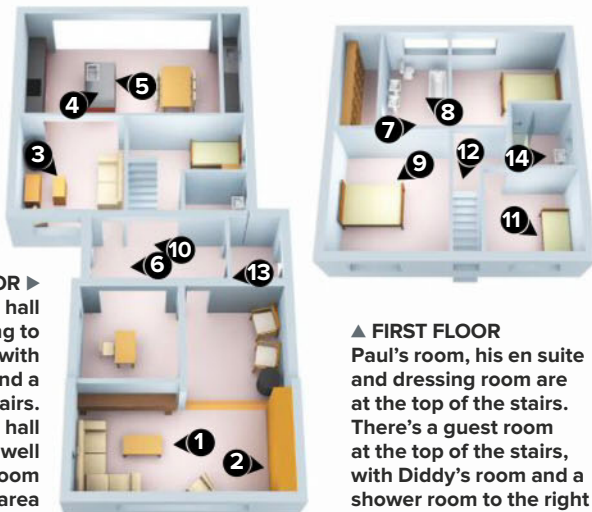 5
4
3
10
6
13
1
2
8
7
12
14
9
11
OR ▶
hall
g to
with
nd a
airs.
hall
well
oom
area
▲ FIRST FLOOR
Paul's room, his en suite
and dressing room are
at the top of the stairs.
There's a guest room
at the top of the stairs,
with Diddy's room and a
shower room to the right